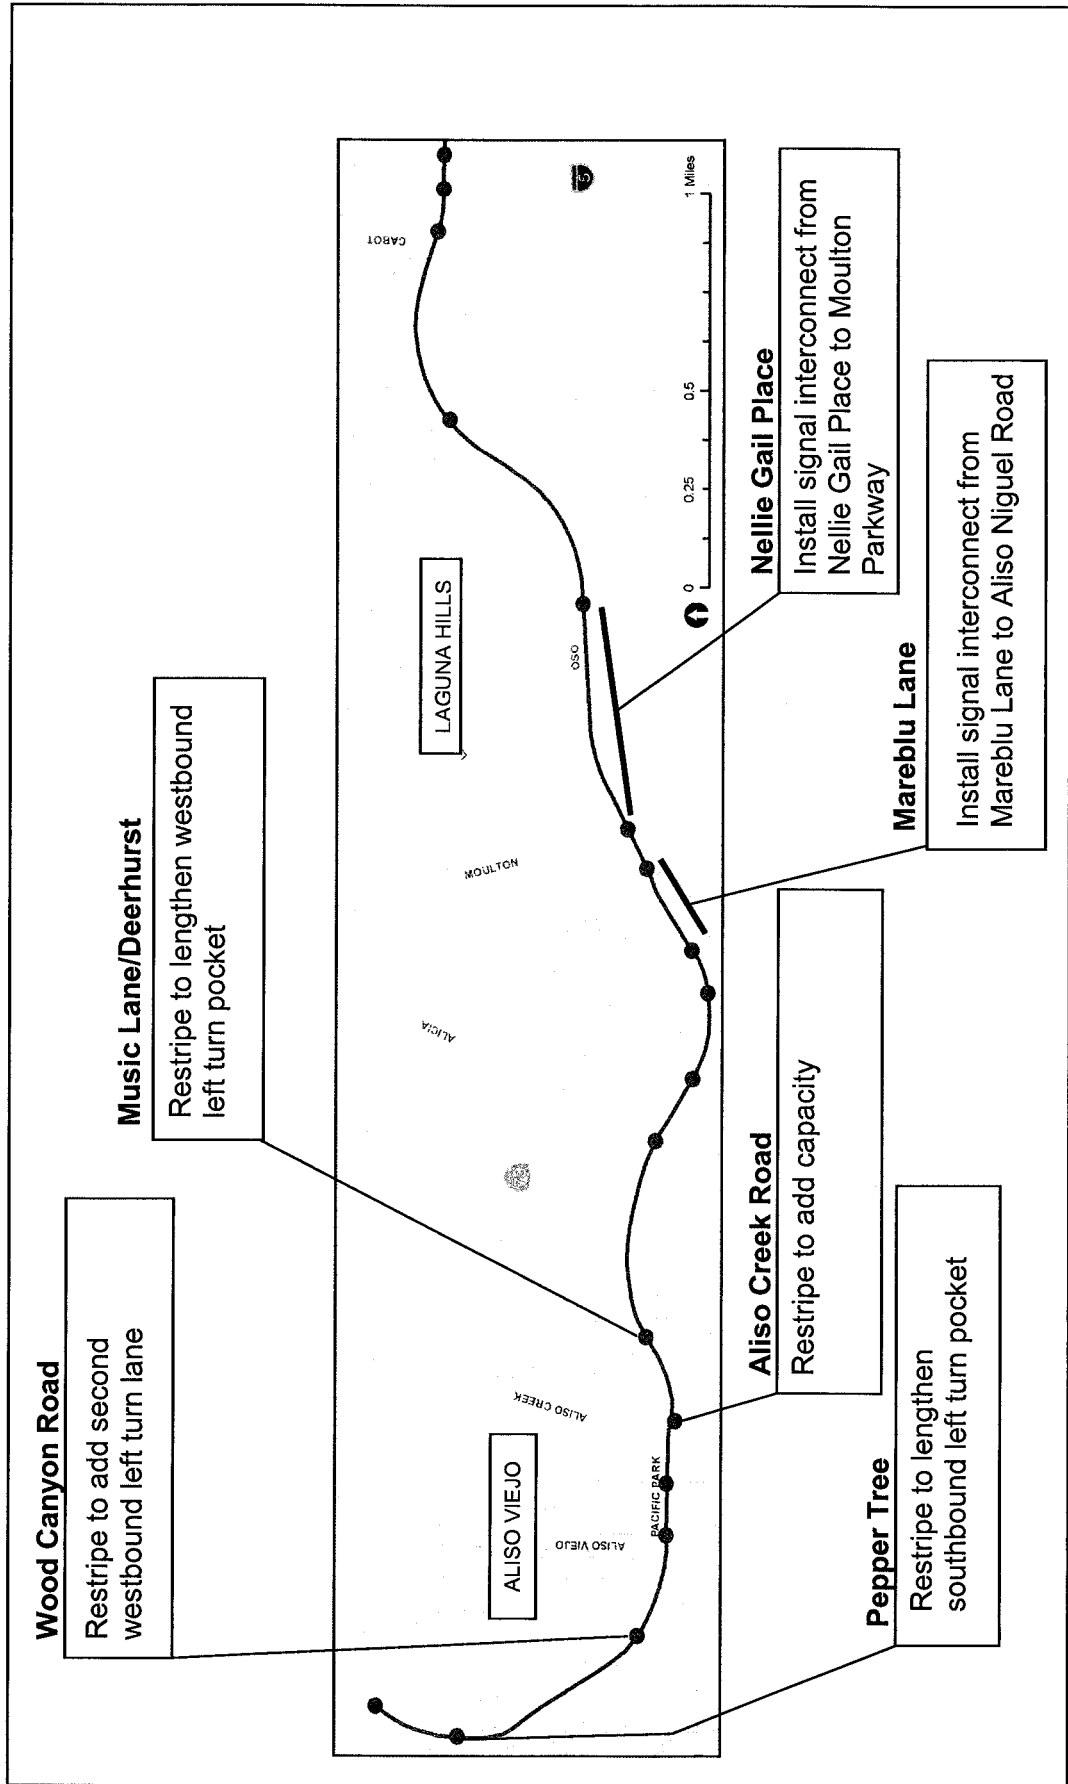 Wood Canyon Road
Restripe to add second
westbound left turn lane
Music Lane/Deerhurst
Restripe to lengthen westbound
left turn pocket
CABOT
LAGUNA HILLS
MOULTON
ALICIA
ALISO CREEK
ALISO VIEJO
ALISO VIEJO
OSO
PACIFIC PARK
5
0
0.25
0.5
1 Miles
Pepper Tree
Restripe to lengthen
southbound left turn pocket
Aliso Creek Road
Restripe to add capacity
Mareblu Lane
Install signal interconnect from
Mareblu Lane to Aliso Niguel Road
Nellie Gail Place
Install signal interconnect from
Nellie Gail Place to Moulton
Parkway